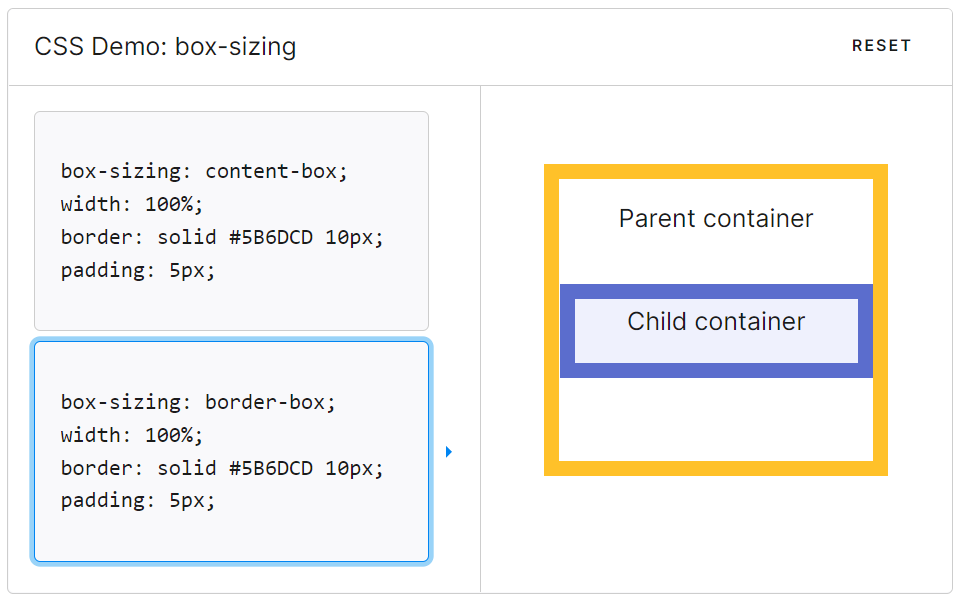 CSS Demo: box-sizing
RESET
box-sizing: content-box;
width: 100%;
border: solid #5B6DCD 10px;
padding: 5px;
box-sizing: border-box;
width: 100%;
border: solid #5B6DCD 10px;
padding: 5px;
Parent container
Child container